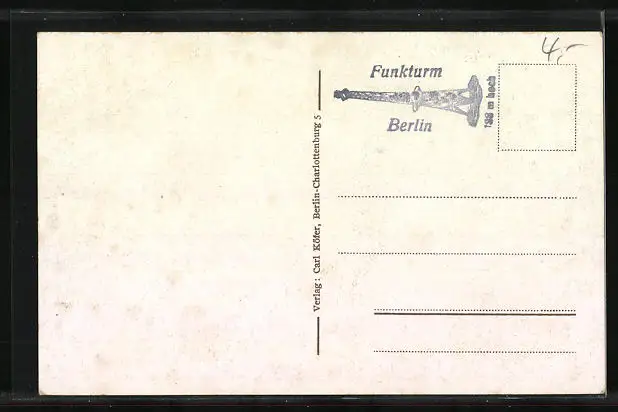 4,-
Funkturm
Berlin
138 m hoch
Verlag: Carl Köfer, Berlin-Charlottenburg 5